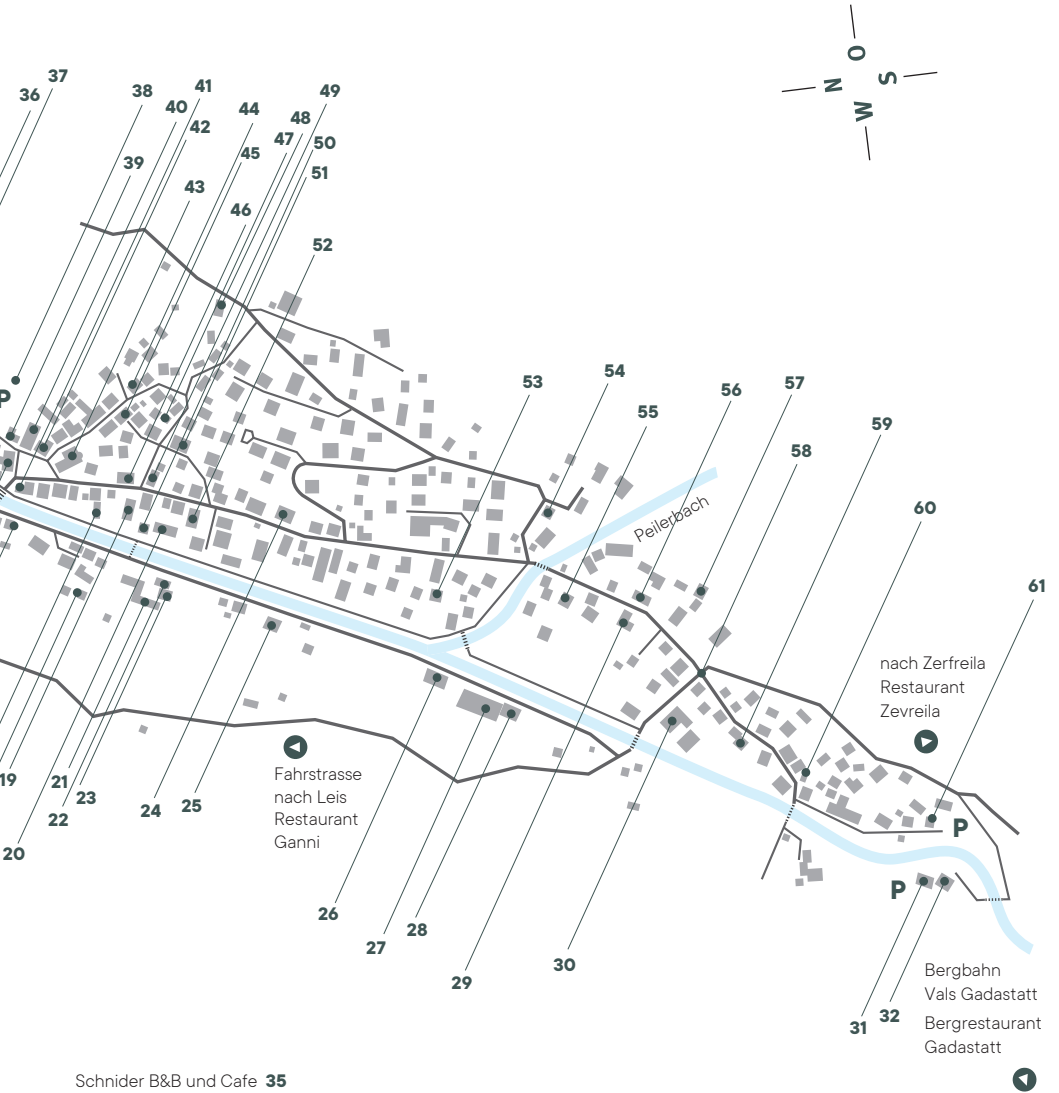 O
N
S
W
37
36
38
41
40
42
39
43
44
45
46
49
48
47
50
51
52
53
54
55
56
57
58
59
60
61
P
Peilerbach
nach Zerfreila
Restaurant
Zevreila
Fahrstrasse
nach Leis
Restaurant
Ganni
19
20
21
22
23
24
25
26
27
28
29
30
P
P
31
32
Bergbahn
Vals Gadastatt
Bergrestaurant
Gadastatt
Schnider B&B und Cafe 35